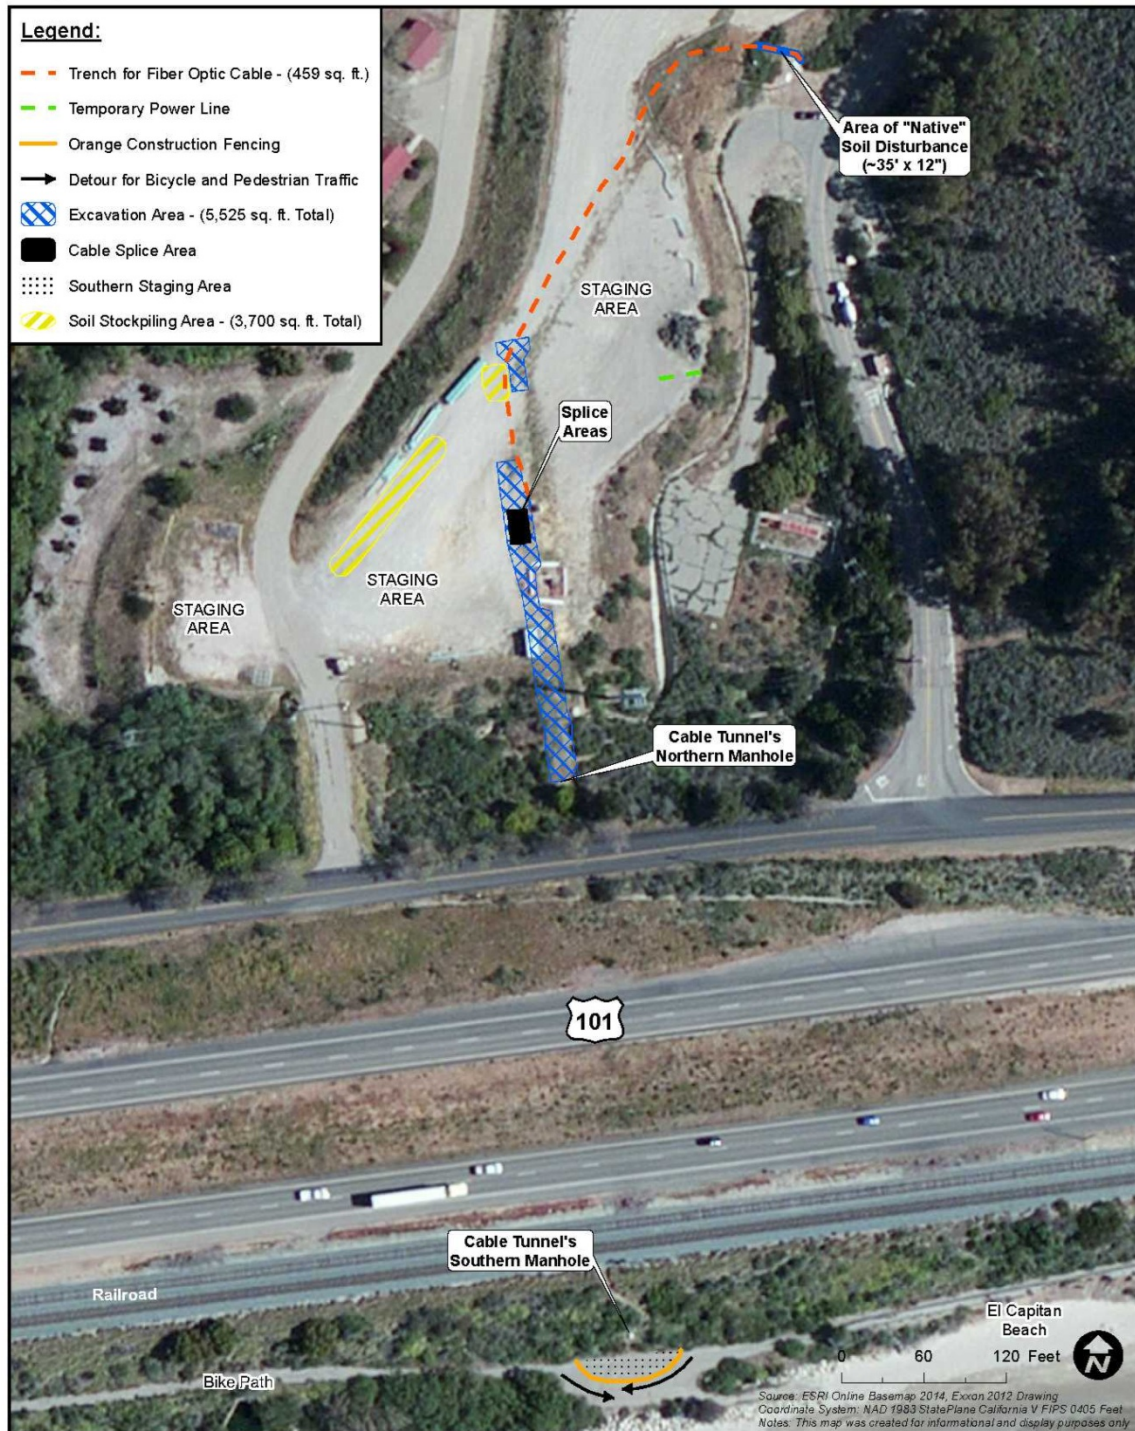 Legend:
Trench for Fiber Optic Cable - (459 sq. ft.)
Temporary Power Line
Orange Construction Fencing
Detour for Bicycle and Pedestrian Traffic
Excavation Area - (5,525 sq. ft. Total)
Cable Splice Area
Southern Staging Area
Soil Stockpiling Area - (3,700 sq. ft. Total)
Area of "Native"
Soil Disturbance
(~35' x 12")
STAGING
AREA
Splice
Areas
STAGING
AREA
STAGING
AREA
Cable Tunnel's
Northern Manhole
101
Cable Tunnel's
Southern Manhole
Railroad
El Capitan
Beach
Bike Path
0 60 120 Feet
N
Source: ESRI Online Basemap 2014, Exxon 2012 Drawing
Coordinate System: NAD 1983 StatePlane California V FIPS 0405 Feet
Notes: This map was created for informational and display purposes only